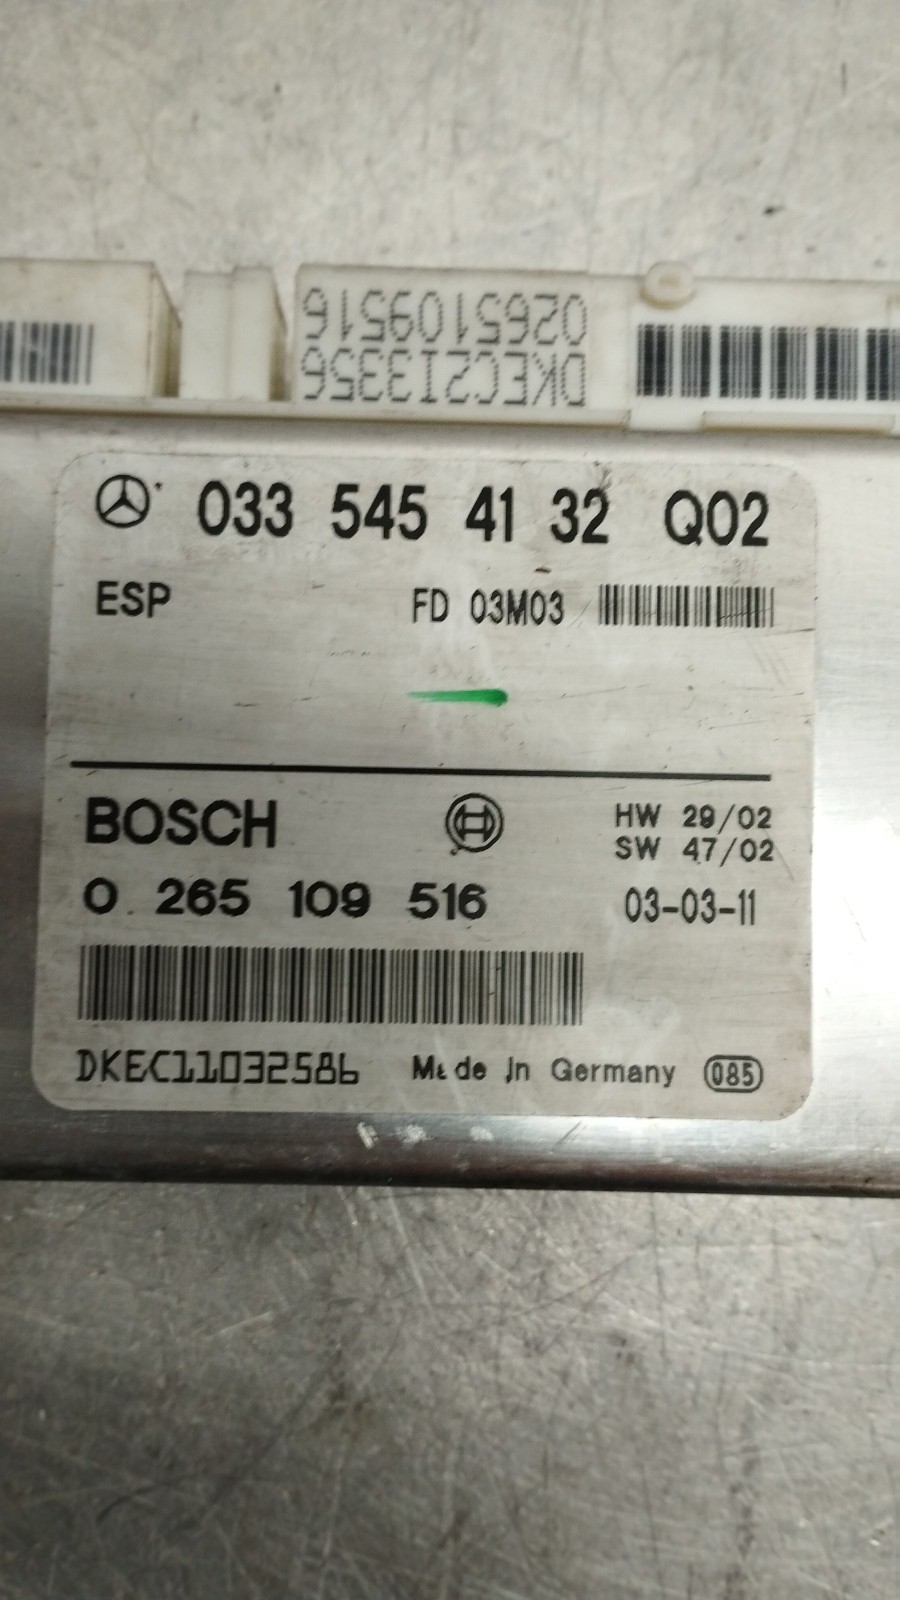 0265109516
DKEC2I3356
033 545 41 32 Q02
ESP
FD 03M03
BOSCH
HW 29/02
SW 47/02
0 265 109 516
03-03-11
DKEC11032586
Made In Germany
085